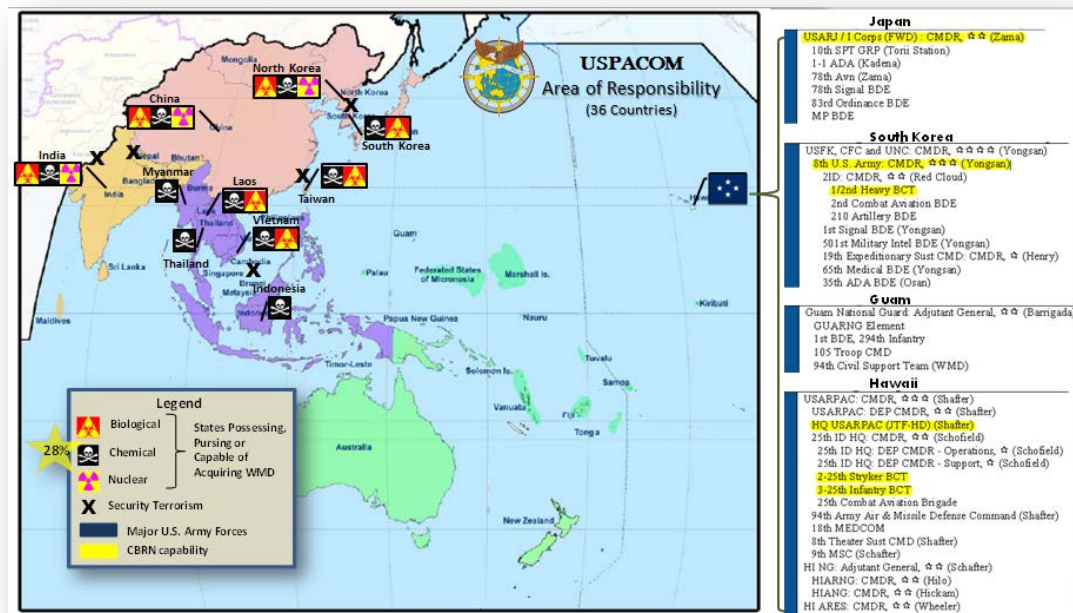 USPACOM
Area of Responsibility
(36 Countries)
Mongolia
North Korea
North Korea
China
China
South Korea
South Korea
India
India
Nepal
Bhutan
Myanmar
Burma
Laos
Taiwan
Vietnam
Thailand
Thailand
Cambodia
Sri Lanka
Singapore
Brunei
Malaysia
Indonesia
Maldives
Guam
Palau
Federated States
of Micronesia
Marshall Is.
Kiribati
Nauru
Papua New Guinea
Timor-Leste
Solomon Is.
Tuvalu
Samoa
Vanuatu
Fiji
Tonga
Australia
New Zealand
28%
Legend
Biological
Chemical
Nuclear
States Possessing,
Pursing or
Capable of
Acquiring WMD
X Security Terrorism
Major U.S. Army Forces
CBRN capability
Japan
USARJ / I Corps (FWD) : CMDR, ☆☆ (Zama)
10th SPT GRP (Torii Station)
1-1 ADA (Kadena)
78th Avn (Zama)
78th Signal BDE
83rd Ordinance BDE
MP BDE
South Korea
USFK, CFC and UNC: CMDR, ☆☆☆☆ (Yongsan)
8th U.S. Army: CMDR, ☆☆☆ (Yongsan)
2ID: CMDR, ☆☆ (Red Cloud)
1/2nd Heavy BCT
2nd Combat Aviation BDE
210 Artillery BDE
1st Signal BDE (Yongsan)
501st Military Intel BDE (Yongsan)
19th Expeditionary Sust CMD: CMDR, ☆ (Henry)
65th Medical BDE (Yongsan)
35th ADA BDE (Osan)
Guam
Guam National Guard: Adjutant General, ☆☆ (Barrigada)
GUARNG Element
1st BDE, 294th Infantry
105 Troop CMD
94th Civil Support Team (WMD)
Hawaii
USARPAC: CMDR, ☆☆☆ (Shafter)
USARPAC: DEP CMDR, ☆☆ (Shafter)
HQ USARPAC (JTF-HD) (Shafter)
25th ID HQ: CMDR, ☆☆ (Schofield)
25th ID HQ: DEP CMDR - Operations, ☆ (Schofield)
25th ID HQ: DEP CMDR - Support, ☆ (Schofield)
2-25th Stryker BCT
3-25th Infantry BCT
25th Combat Aviation Brigade
94th Army Air & Missile Defense Command (Shafter)
18th MEDCOM
8th Theater Sust CMD (Shafter)
9th MSC (Schafter)
HI NG: Adjutant General, ☆☆ (Schafter)
HIARNG: CMDR, ☆☆ (Hilo)
HIANG: CMDR, ☆☆ (Hickam)
HI ARES: CMDR, ☆☆ (Wheeler)